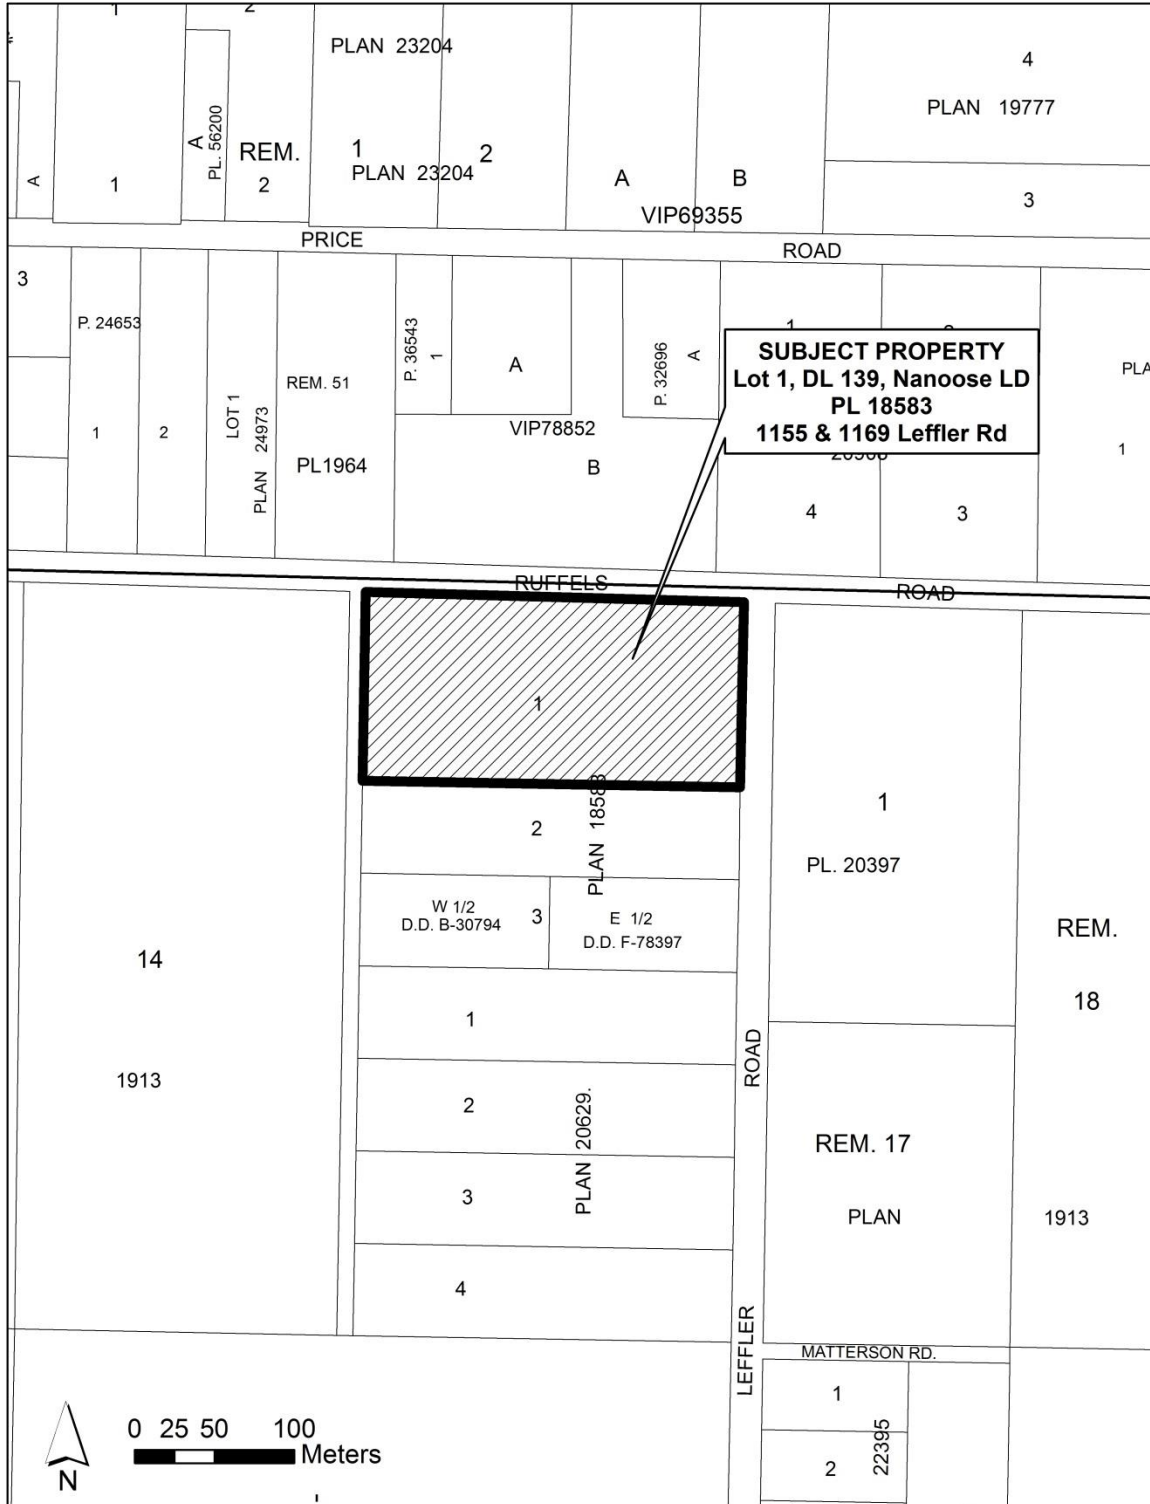 1
2
PLAN 23204
4
PLAN 19777
A
PL. 56200
REM.
2
1
PLAN 23204
2
A
1
A
B
3
VIP69355
PRICE ROAD
3
P. 24653
1
2
LOT 1
PLAN 24973
REM. 51
PL1964
P. 36543
1
A
VIP78852
B
P. 32696
A
1
SUBJECT PROPERTY
Lot 1, DL 139, Nanoose LD
PL 18583
1155 & 1169 Leffler Rd
4
3
PLA
1
RUFFELS ROAD
1
PLAN 18583
2
W 1/2
D.D. B-30794
3
E 1/2
D.D. F-78397
1
PL. 20397
REM.
18
14
1913
1
2
PLAN 20629.
3
4
ROAD
LEFFLER
REM. 17
PLAN 1913
MATTERSON RD.
1
2
22395
N
0 25 50 100
Meters